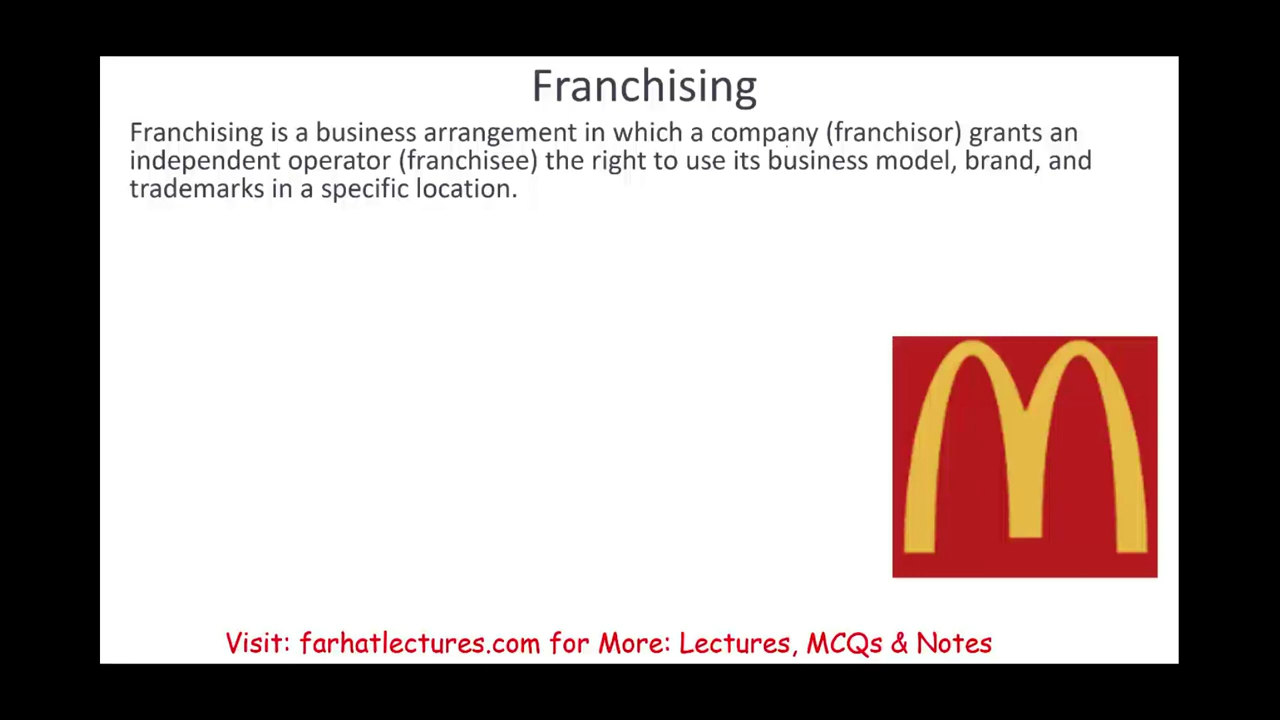 Franchising
Franchising is a business arrangement in which a company (franchisor) grants an
independent operator (franchisee) the right to use its business model, brand, and
trademarks in a specific location.
Visit: farhatlectures.com for More: Lectures, MCQs & Notes